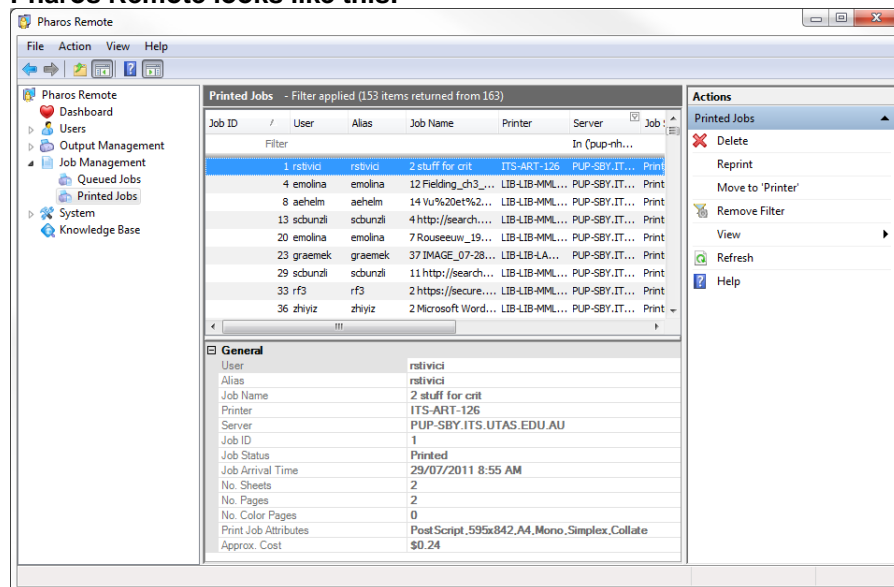 Pharos Remote looks like this:
Pharos Remote
File Action View Help
Pharos Remote
Dashboard
Users
Output Management
Job Management
Queued Jobs
Printed Jobs
System
Knowledge Base
Printed Jobs - Filter applied (153 items returned from 163)
Job ID / User Alias Job Name Printer Server Job
Filter In ('pup-nh...
1 rstivici rstivici 2 stuff for crit ITS-ART-126 PUP-SBY.IT... Print
4 emolina emolina 12 Fielding_ch3_... LIB-LIB-MML... PUP-SBY.IT... Print
8 aehelm aehelm 14 Vu%20et%2... LIB-LIB-MML... PUP-SBY.IT... Print
13 scbunzli scbunzli 4 http://search.... LIB-LIB-MML... PUP-SBY.IT... Print
20 emolina emolina 7 Rouseeuw_19... LIB-LIB-MML... PUP-SBY.IT... Print
23 graemek graemek 37 IMAGE_07-28... LIB-LIB-LA... PUP-SBY.IT... Print
29 scbunzli scbunzli 11 http://search... LIB-LIB-MML... PUP-SBY.IT... Print
33 rf3 rf3 2 https://secure.... LIB-LIB-MML... PUP-SBY.IT... Print
36 zhiyiz zhiyiz 2 Microsoft Word... LIB-LIB-MML... PUP-SBY.IT... Print
General
User rstivici
Alias rstivici
Job Name 2 stuff for crit
Printer ITS-ART-126
Server PUP-SBY.ITS.UTAS.EDU.AU
Job ID 1
Job Status Printed
Job Arrival Time 29/07/2011 8:55 AM
No. Sheets 2
No. Pages 2
No. Color Pages 0
Print Job Attributes PostScript,595x842,A4,Mono,Simplex,Collate
Approx. Cost $0.24
Actions
Printed Jobs
Delete
Reprint
Move to 'Printer'
Remove Filter
View
Refresh
Help